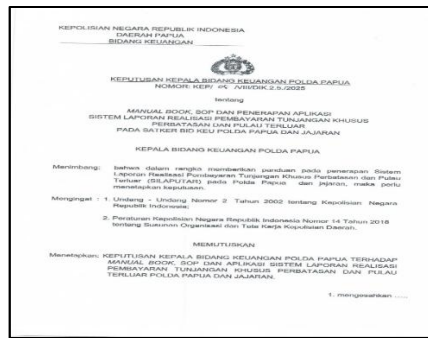 KEPOLISIAN NEGARA REPUBLIK INDONESIA
DAERAH PAPUA
BIDANG KEUANGAN
KEPUTUSAN KEPALA BIDANG KEUANGAN POLDA PAPUA
NOMOR: KEP/ /VIII/DIK.2.5./2025
tentang
MANUAL BOOK, SOP DAN PENERAPAN APLIKASI
SISTEM LAPORAN REALISASI PEMBAYARAN TUNJANGAN KHUSUS
PERBATASAN DAN PULAU TERLUAR
PADA SATKER BID KEU POLDA PAPUA DAN JAJARAN
KEPALA BIDANG KEUANGAN POLDA PAPUA
Menimbang: bahwa dalam rangka memberikan panduan pada penerapan Sistem
Laporan Realisasi Pembayaran Tunjangan Khusus Perbatasan dan Pulau
Terluar (SILAPUTAR) pada Polda Papua dan jajaran, maka perlu
menetapkan keputusan.
Mengingat : 1. Undang - Undang Nomor 2 Tahun 2002 tentang Kepolisian Negara
Republik Indonesia;
2. Peraturan Kepolisian Negara Republik Indonesia Nomor 14 Tahun 2018
tentang Susunan Organisasi dan Tata Kerja Kepolisian Daerah.
MEMUTUSKAN
Menetapkan: KEPUTUSAN KEPALA BIDANG KEUANGAN POLDA PAPUA TERHADAP
MANUAL BOOK, SOP DAN APLIKASI SISTEM LAPORAN REALISASI
PEMBAYARAN TUNJANGAN KHUSUS PERBATASAN DAN PULAU
TERLUAR POLDA PAPUA DAN JAJARAN.
1. mengesahkan .....